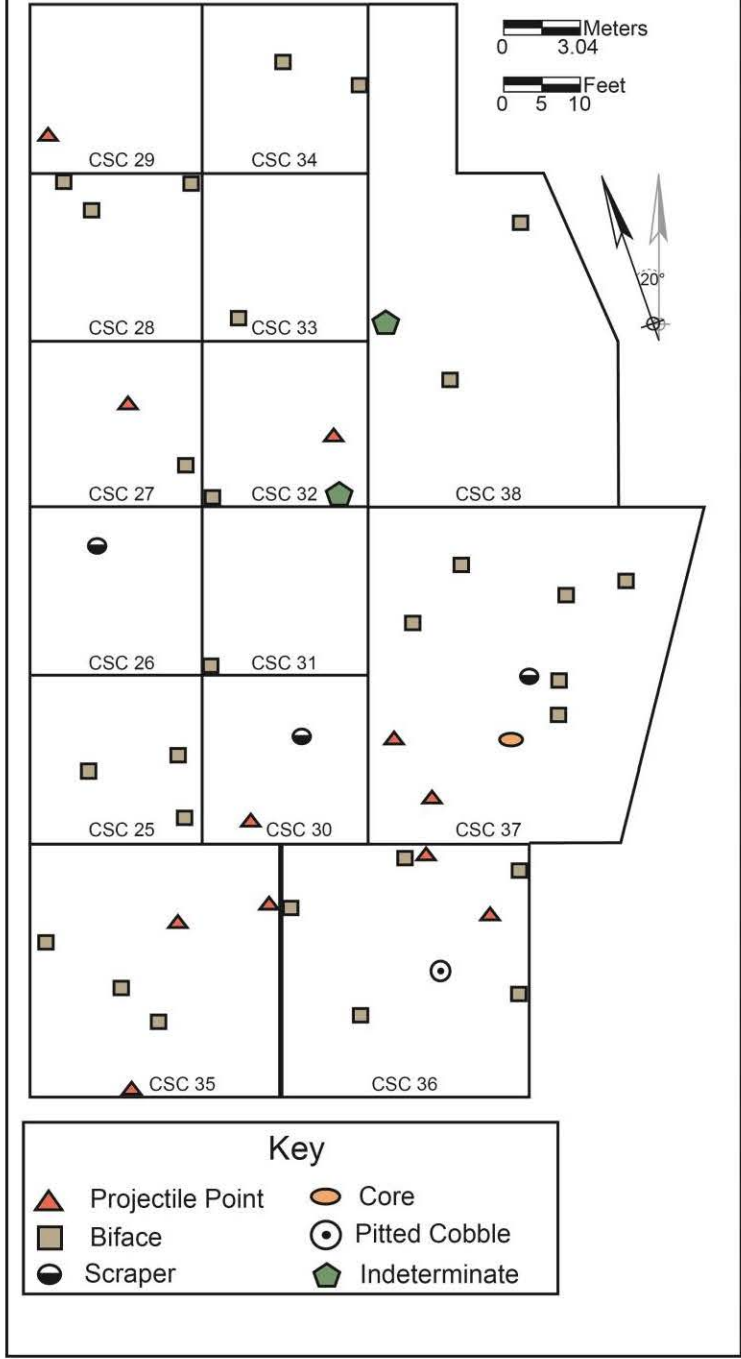 Meters
0 3.04
Feet
0 5 10
20°
CSC 29
CSC 34
CSC 28
CSC 33
CSC 27
CSC 32
CSC 38
CSC 26
CSC 31
CSC 25
CSC 30
CSC 37
CSC 35
CSC 36
Key
Projectile Point
Biface
Scraper
Core
Pitted Cobble
Indeterminate